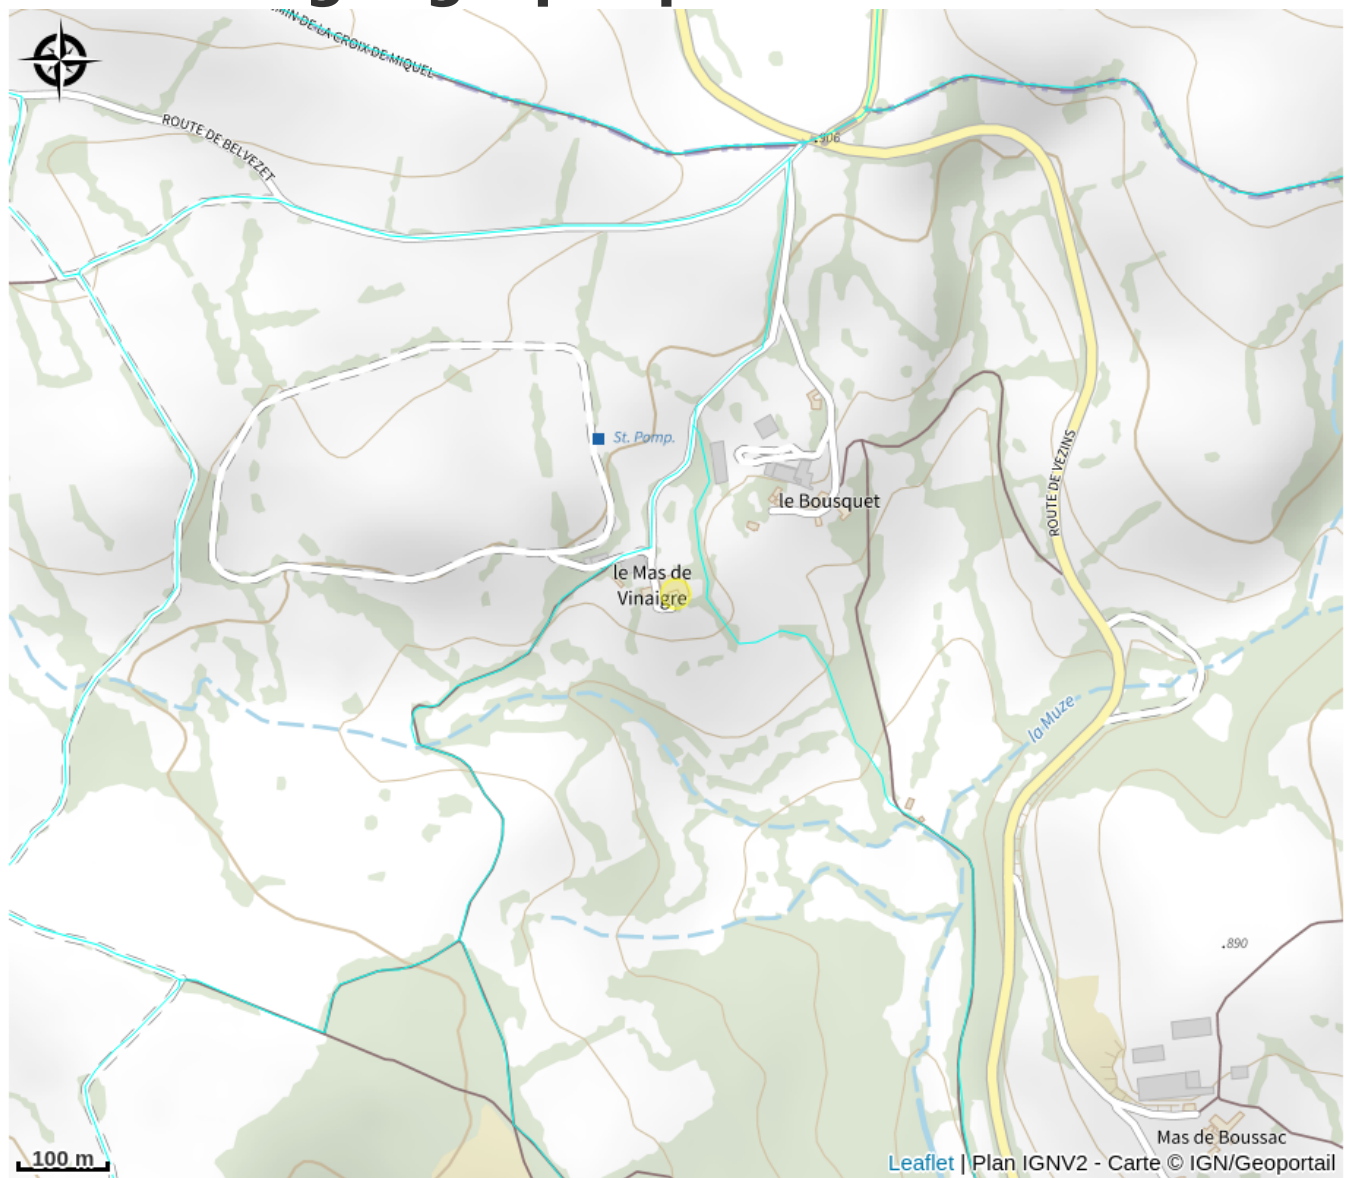 MIN DE LA CROIX DE MIQUEL
ROUTE DE BELVEZET
.906
St. Pomp.
ROUTE DE VEZINS
le Bousquet
le Mas de
Vinaigre
la Muze
.890
Mas de Boussac
100 m
Leaflet | Plan IGNV2 - Carte © IGN/Geoportail